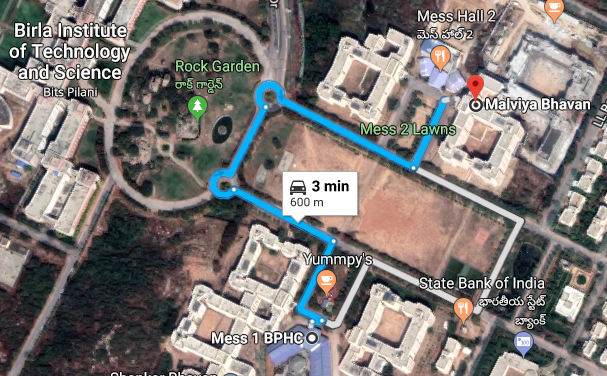 Mess Hall 2
మెస్ హాల్ 2
Birla Institute
of Technology
and Science
Bits Pilani
Rock Garden
రాక్ గార్డెన్
Malviya Bhavan
Mess 2 Lawns
3 min
600 m
Yummpy's
State Bank of India
భారతీయ స్టేట్
బ్యాంక్
Mess 1 BPHC